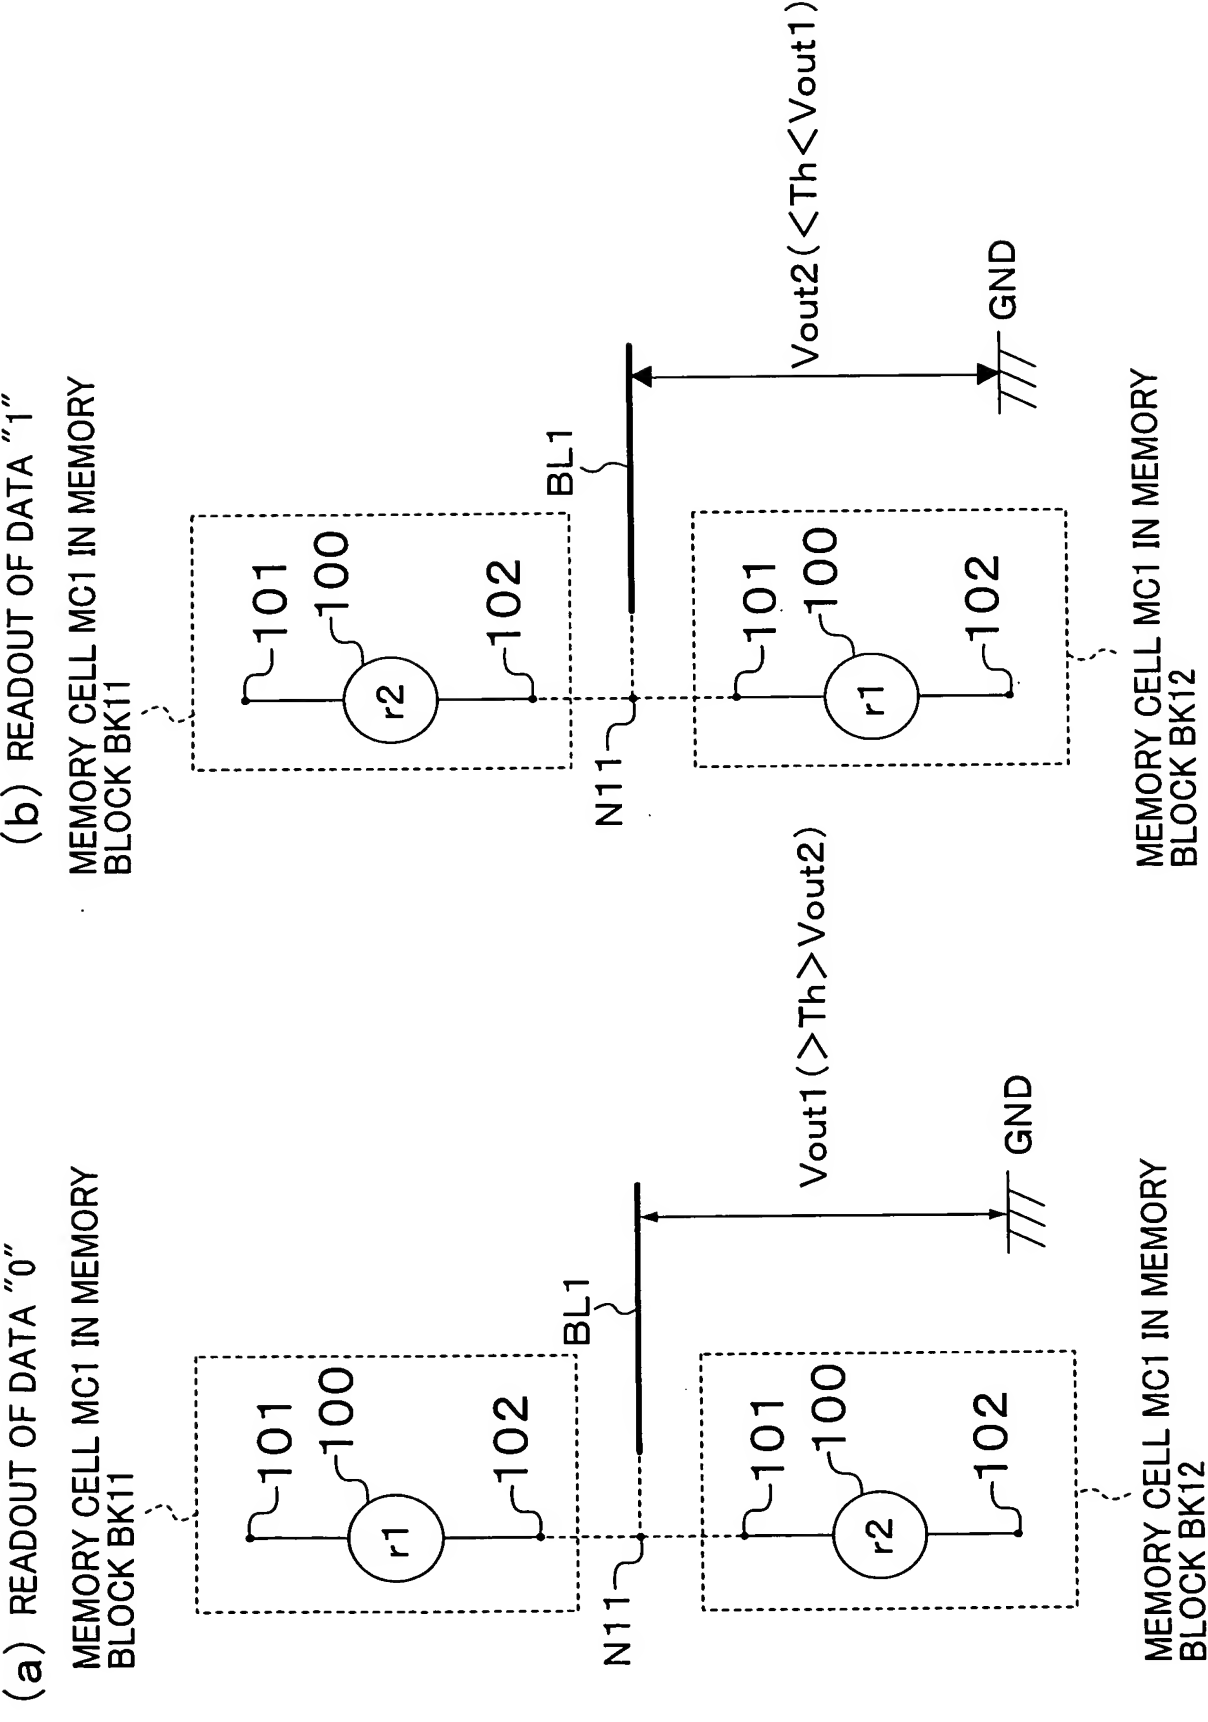 (a) READOUT OF DATA "0"
MEMORY CELL MC1 IN MEMORY
BLOCK BK11
101
100
r1
102
BL1
N11
Vout1(>Th>Vout2)
101
100
r2
102
GND
MEMORY CELL MC1 IN MEMORY
BLOCK BK12
(b) READOUT OF DATA "1"
MEMORY CELL MC1 IN MEMORY
BLOCK BK11
101
100
r2
102
BL1
N11
Vout2(<Th<Vout1)
101
100
r1
102
GND
MEMORY CELL MC1 IN MEMORY
BLOCK BK12